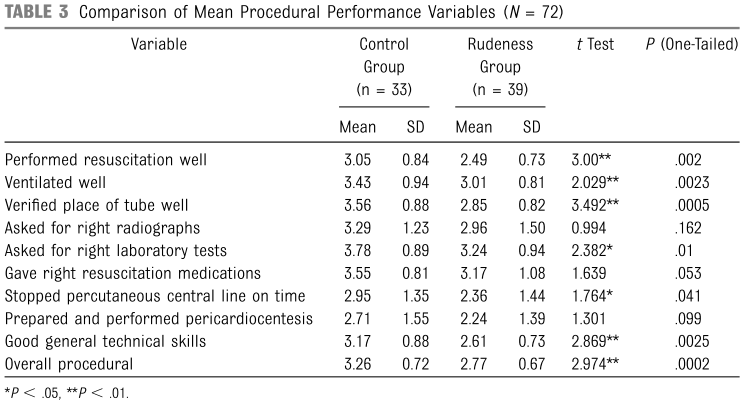 TABLE 3 Comparison of Mean Procedural Performance Variables (N = 72)
Variable Control Group (n = 33) Rudeness Group (n = 39) t Test P (One-Tailed)
Mean SD Mean SD
Performed resuscitation well 3.05 0.84 2.49 0.73 3.00** .002
Ventilated well 3.43 0.94 3.01 0.81 2.029** .0023
Verified place of tube well 3.56 0.88 2.85 0.82 3.492** .0005
Asked for right radiographs 3.29 1.23 2.96 1.50 0.994 .162
Asked for right laboratory tests 3.78 0.89 3.24 0.94 2.382* .01
Gave right resuscitation medications 3.55 0.81 3.17 1.08 1.639 .053
Stopped percutaneous central line on time 2.95 1.35 2.36 1.44 1.764* .041
Prepared and performed pericardiocentesis 2.71 1.55 2.24 1.39 1.301 .099
Good general technical skills 3.17 0.88 2.61 0.73 2.869** .0025
Overall procedural 3.26 0.72 2.77 0.67 2.974** .0002
*P < .05, **P < .01.